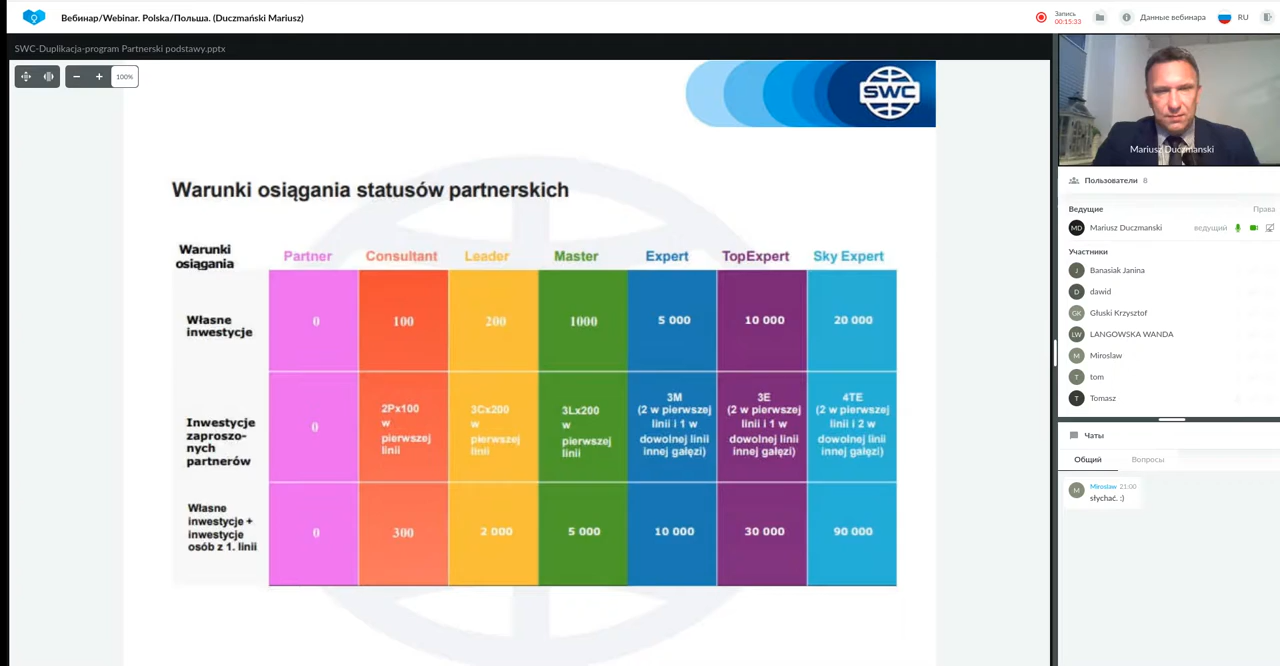 Вебинар/Webinar. Polska/Польша. (Duczmański Mariusz)
Запись
00:15:33
Данные вебинара
RU
SWC-Duplikacja-program Partnerski podstawy.pptx
100%
SWC
Warunki osiągania statusów partnerskich
Warunki
osiągania
Partner
Consultant
Leader
Master
Expert
TopExpert
Sky Expert
Własne
inwestycje
0
100
200
1000
5 000
10 000
20 000
Inwestycje
zaproszo-
nych
partnerów
0
2Px100
w
pierwszej
linii
3Cx200
w
pierwszej
linii
3Lx200
w
pierwszej
linii
3M
(2 w pierwszej
linii i 1 w
dowolnej linii
innej gałęzi)
3E
(2 w pierwszej
linii i 1 w
dowolnej linii
innej gałęzi)
4TE
(2 w pierwszej
linii i 2 w
dowolnej linii
innej gałęzi)
Własne
inwestycje +
inwestycje
osób z 1. linii
0
300
2 000
5 000
10 000
30 000
90 000
Mariusz Duczmanski
Пользователи 8
Ведущие
Права
MD Mariusz Duczmanski ведущий
Участники
J Banasiak Janina
D dawid
GK Głuski Krzysztof
LW LANGOWSKA WANDA
M Miroslaw
T tom
T Tomasz
Чаты
Общий
Вопросы
M Miroslaw 21:00
słychać. :)